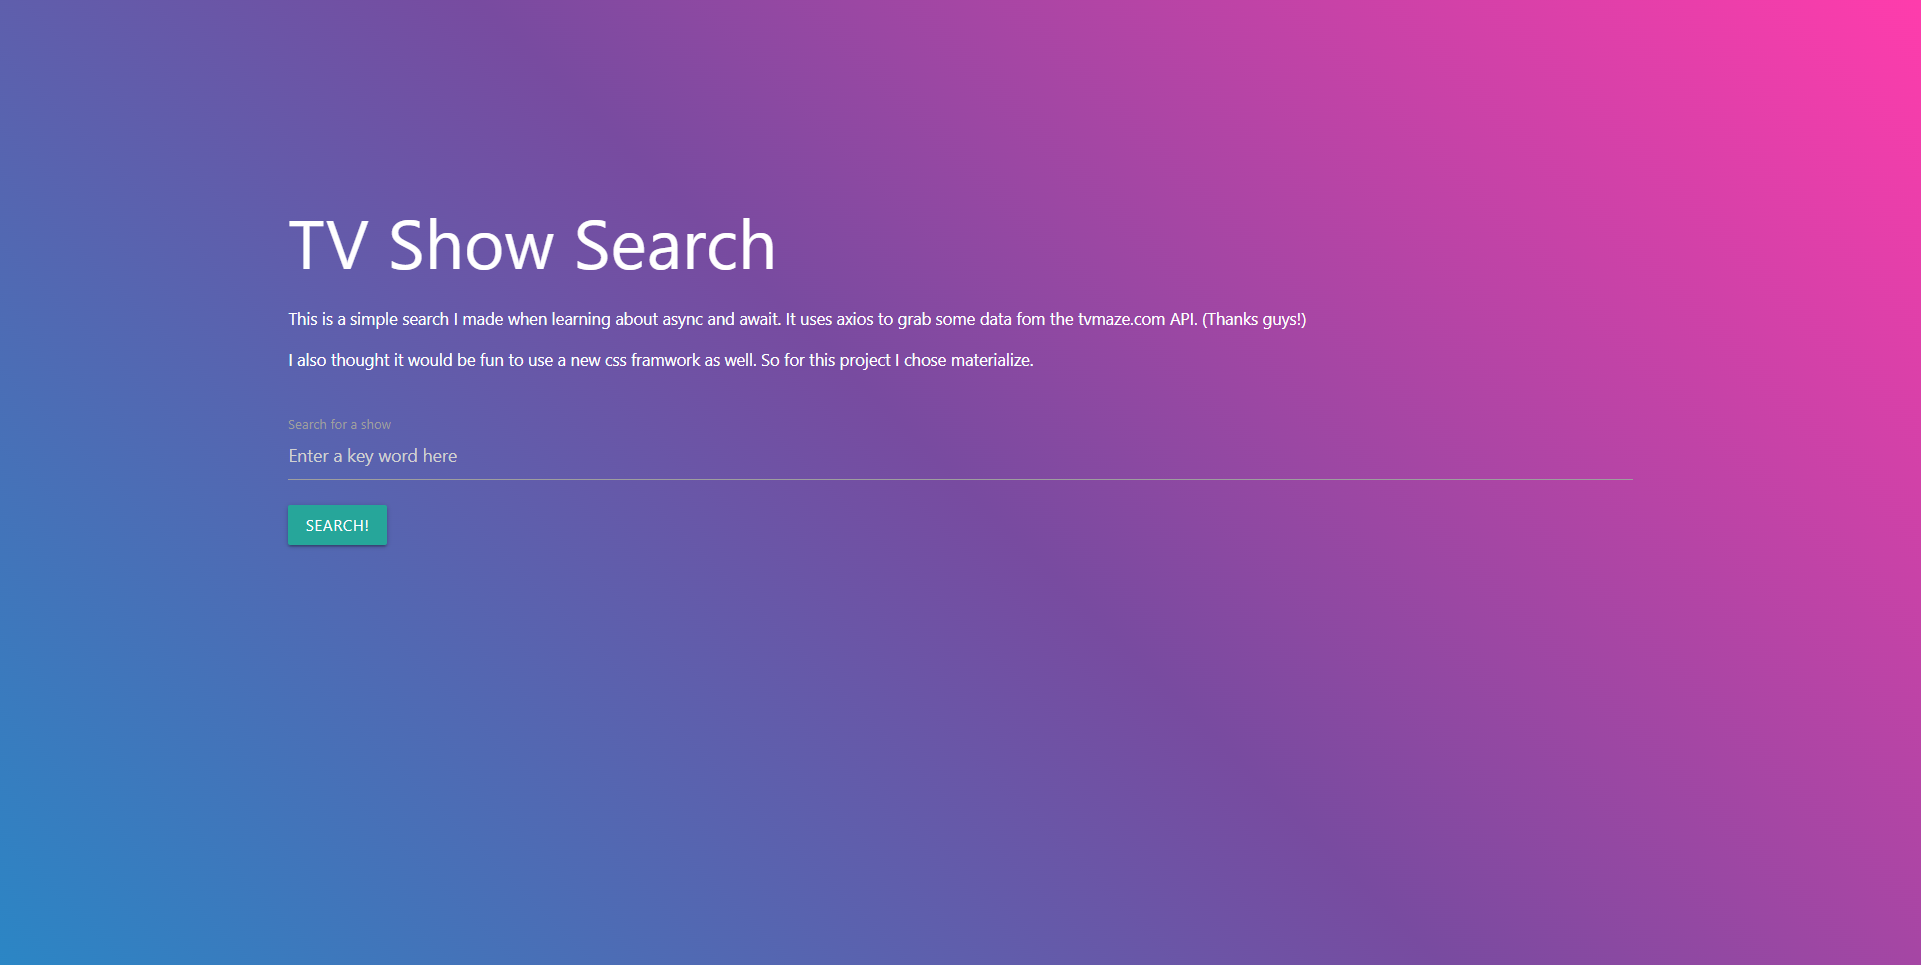 TV Show Search
This is a simple search I made when learning about async and await. It uses axios to grab some data fom the tvmaze.com API. (Thanks guys!)
I also thought it would be fun to use a new css framwork as well. So for this project I chose materialize.
Search for a show
Enter a key word here
SEARCH!